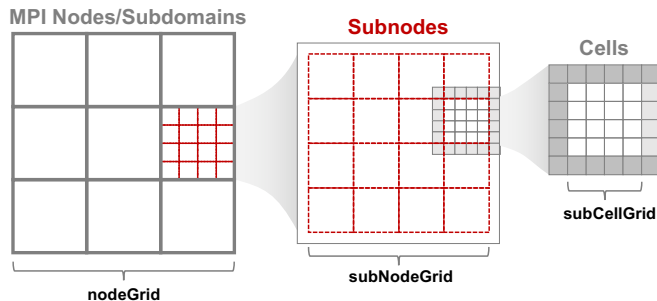 MPI Nodes/Subdomains
Subnodes
Cells
nodeGrid
subNodeGrid
subCellGrid